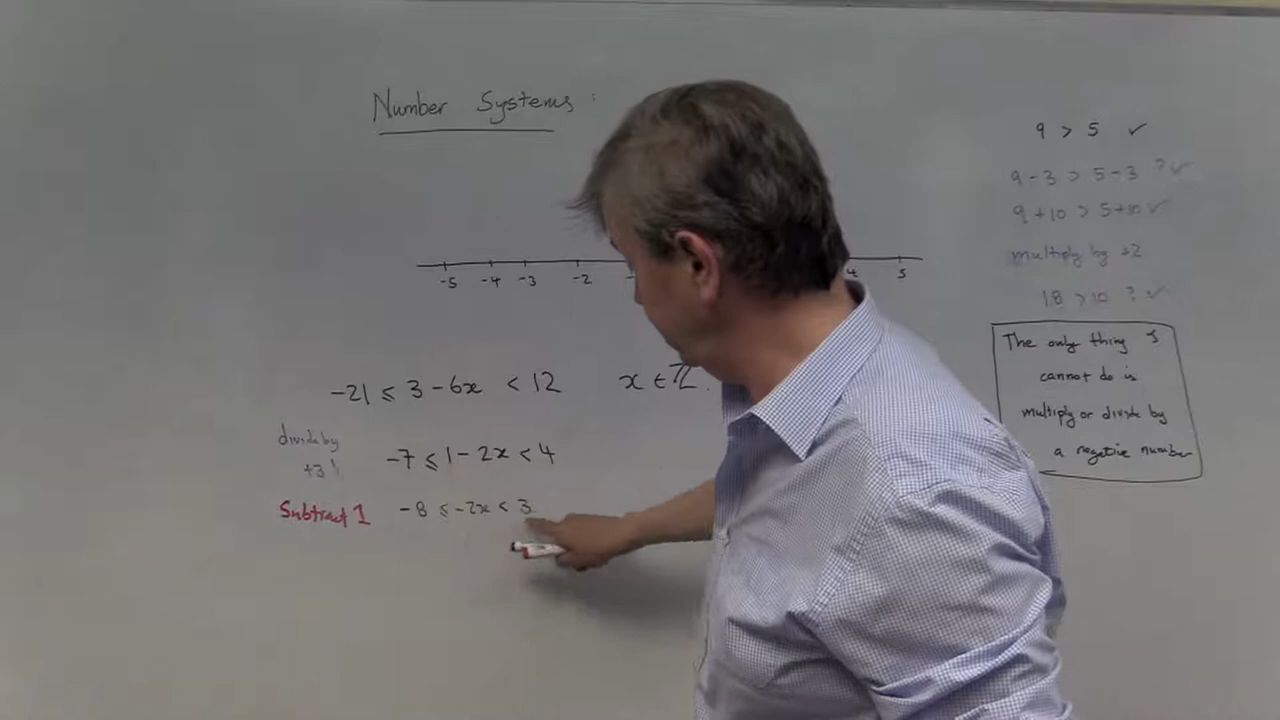 Number Systems :
-5 -4 -3 -2 4 5
-21 ≤ 3 - 6x < 12 x ∈ ℤ.
divide by
+3!
-7 ≤ 1 - 2x < 4
Subtract 1 -8 ≤ -2x < 3
9 > 5 ✓
9 - 3 > 5 - 3 ? ✓
9 + 10 > 5 + 10 ✓
multiply by +2
18 > 10 ? ✓
The only thing I
cannot do is
multiply or divide by
a negative number